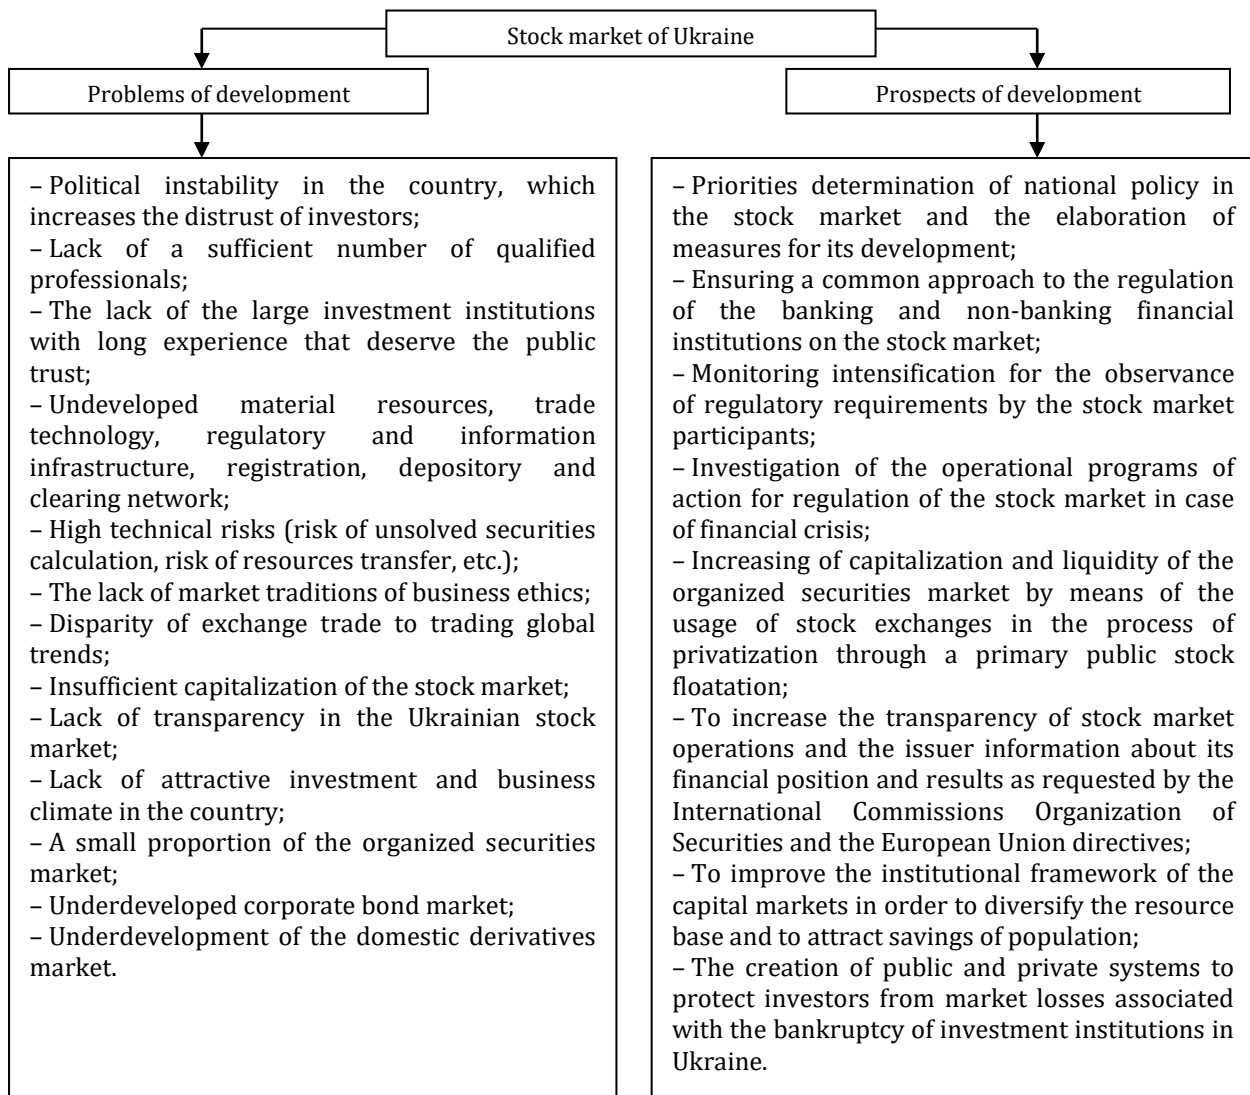 Stock market of Ukraine
Problems of development
Prospects of development
– Political instability in the country, which
increases the distrust of investors;
– Lack of a sufficient number of qualified
professionals;
– The lack of the large investment institutions
with long experience that deserve the public
trust;
– Undeveloped material resources, trade
technology, regulatory and information
infrastructure, registration, depository and
clearing network;
– High technical risks (risk of unsolved securities
calculation, risk of resources transfer, etc.);
– The lack of market traditions of business ethics;
– Disparity of exchange trade to trading global
trends;
– Insufficient capitalization of the stock market;
– Lack of transparency in the Ukrainian stock
market;
– Lack of attractive investment and business
climate in the country;
– A small proportion of the organized securities
market;
– Underdeveloped corporate bond market;
– Underdevelopment of the domestic derivatives
market.
– Priorities determination of national policy in
the stock market and the elaboration of
measures for its development;
– Ensuring a common approach to the regulation
of the banking and non-banking financial
institutions on the stock market;
– Monitoring intensification for the observance
of regulatory requirements by the stock market
participants;
– Investigation of the operational programs of
action for regulation of the stock market in case
of financial crisis;
– Increasing of capitalization and liquidity of the
organized securities market by means of the
usage of stock exchanges in the process of
privatization through a primary public stock
floatation;
– To increase the transparency of stock market
operations and the issuer information about its
financial position and results as requested by the
International Commissions Organization of
Securities and the European Union directives;
– To improve the institutional framework of the
capital markets in order to diversify the resource
base and to attract savings of population;
– The creation of public and private systems to
protect investors from market losses associated
with the bankruptcy of investment institutions in
Ukraine.